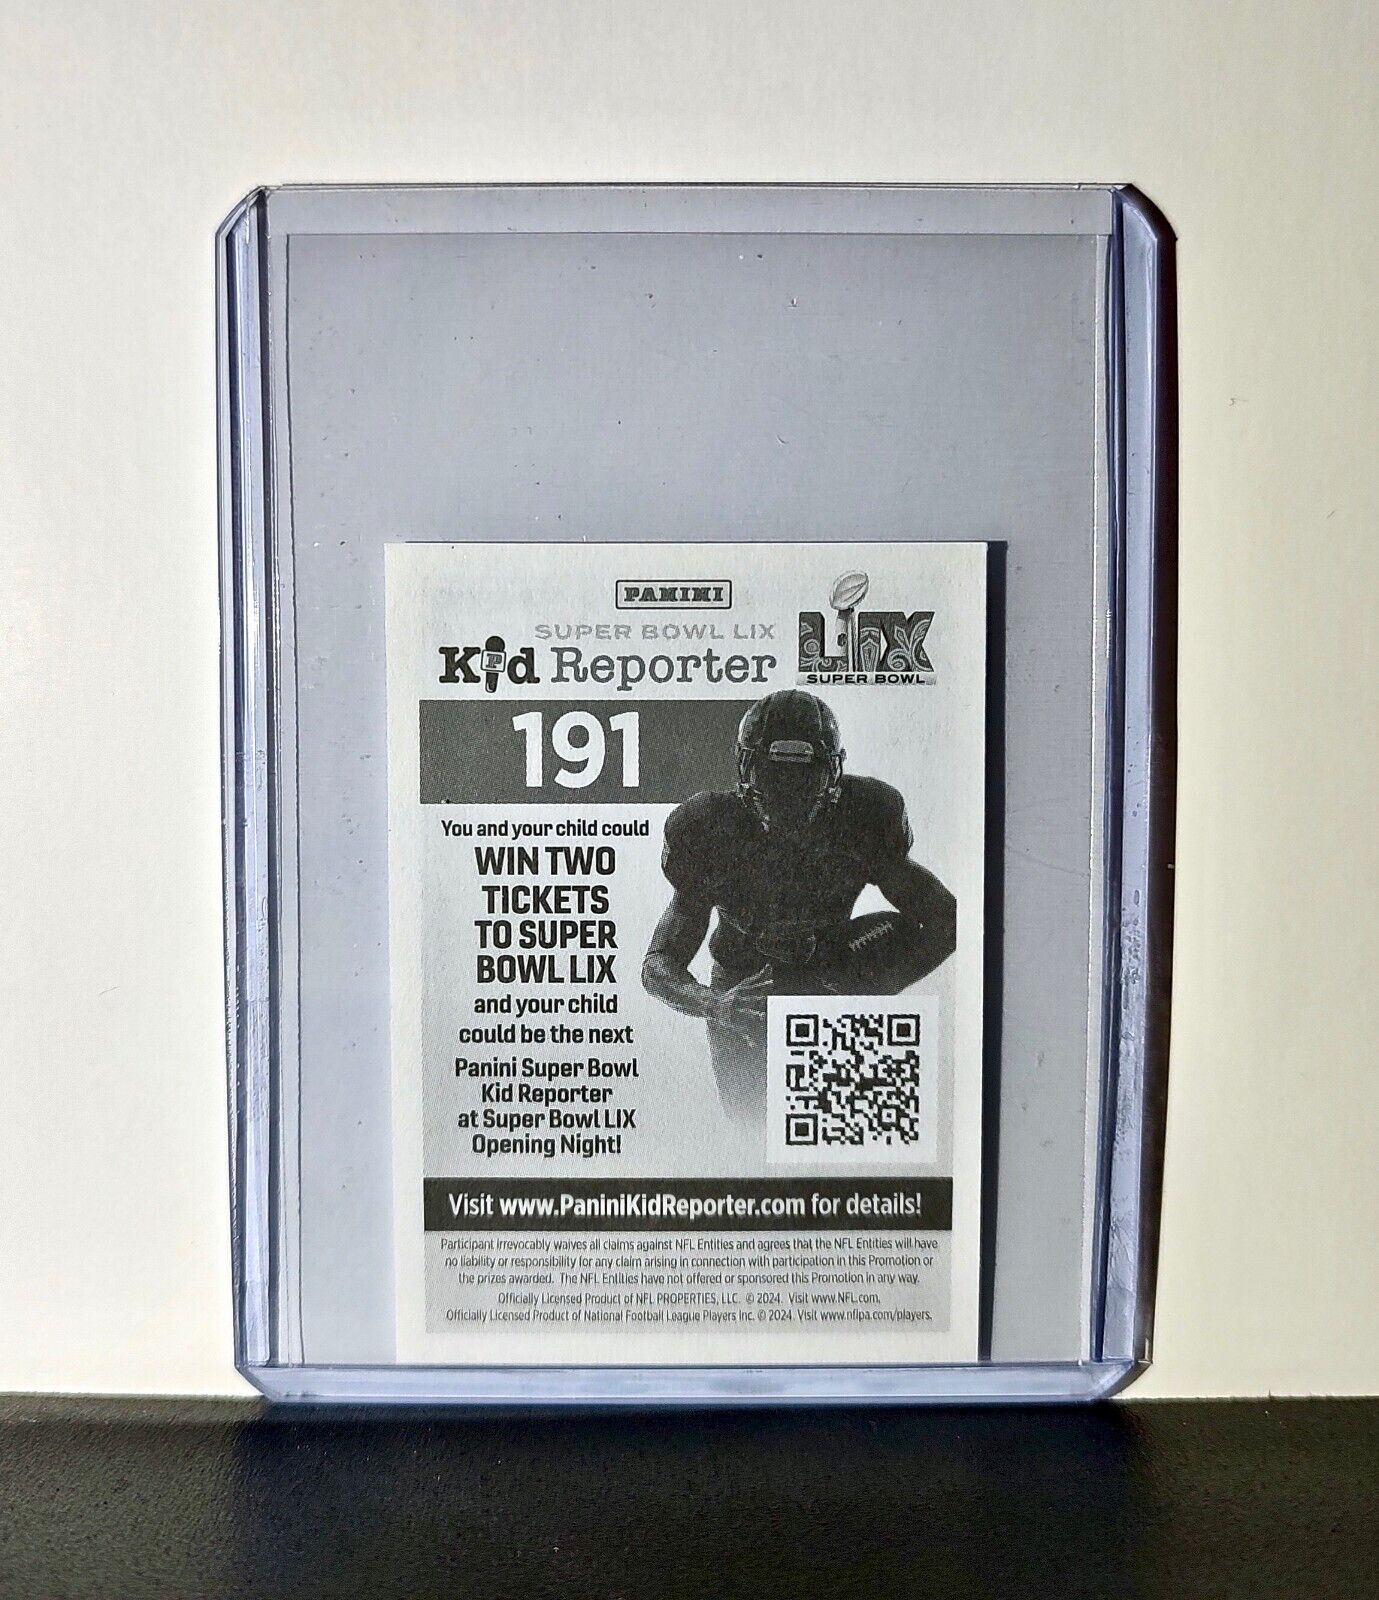 PANINI
SUPER BOWL LIX
Kid Reporter
LIX
SUPER BOWL
191
You and your child could
WIN TWO
TICKETS
TO SUPER
BOWL LIX
and your child
could be the next
Panini Super Bowl
Kid Reporter
at Super Bowl LIX
Opening Night!
Visit www.PaniniKidReporter.com for details!
Participant irrevocably waives all claims against NFL Entities and agrees that the NFL Entities will have
no liability or responsibility for any claim arising in connection with participation in this Promotion or
the prizes awarded. The NFL Entities have not offered or sponsored this Promotion in any way.
Officially Licensed Product of NFL PROPERTIES, LLC. © 2024. Visit www.NFL.com.
Officially Licensed Product of National Football League Players Inc. © 2024. Visit www.nflpa.com/players.